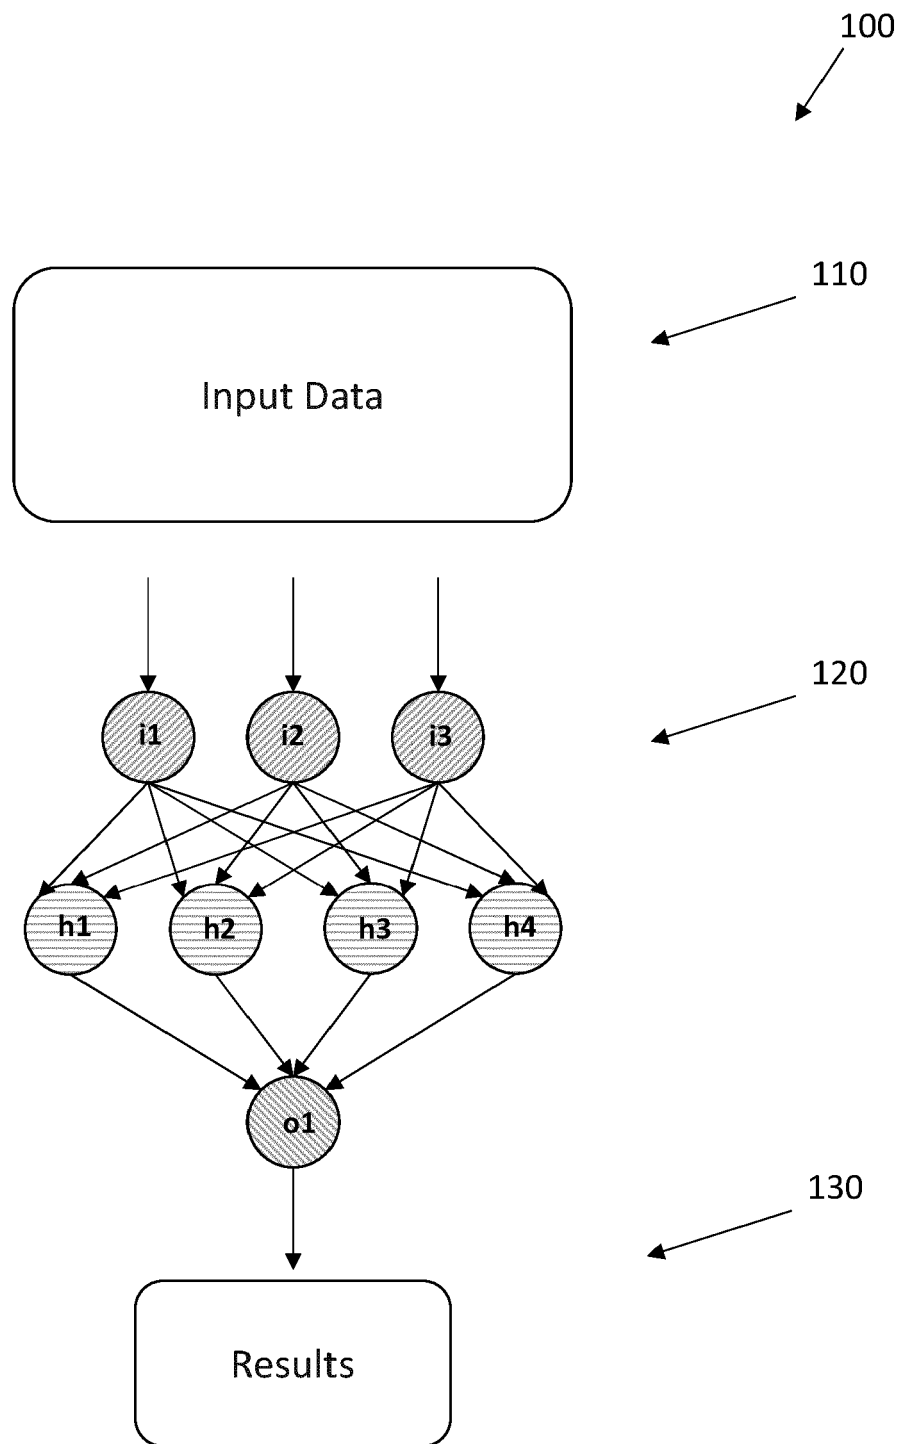 100
110
Input Data
120
i1 i2 i3
h1 h2 h3 h4
o1
130
Results